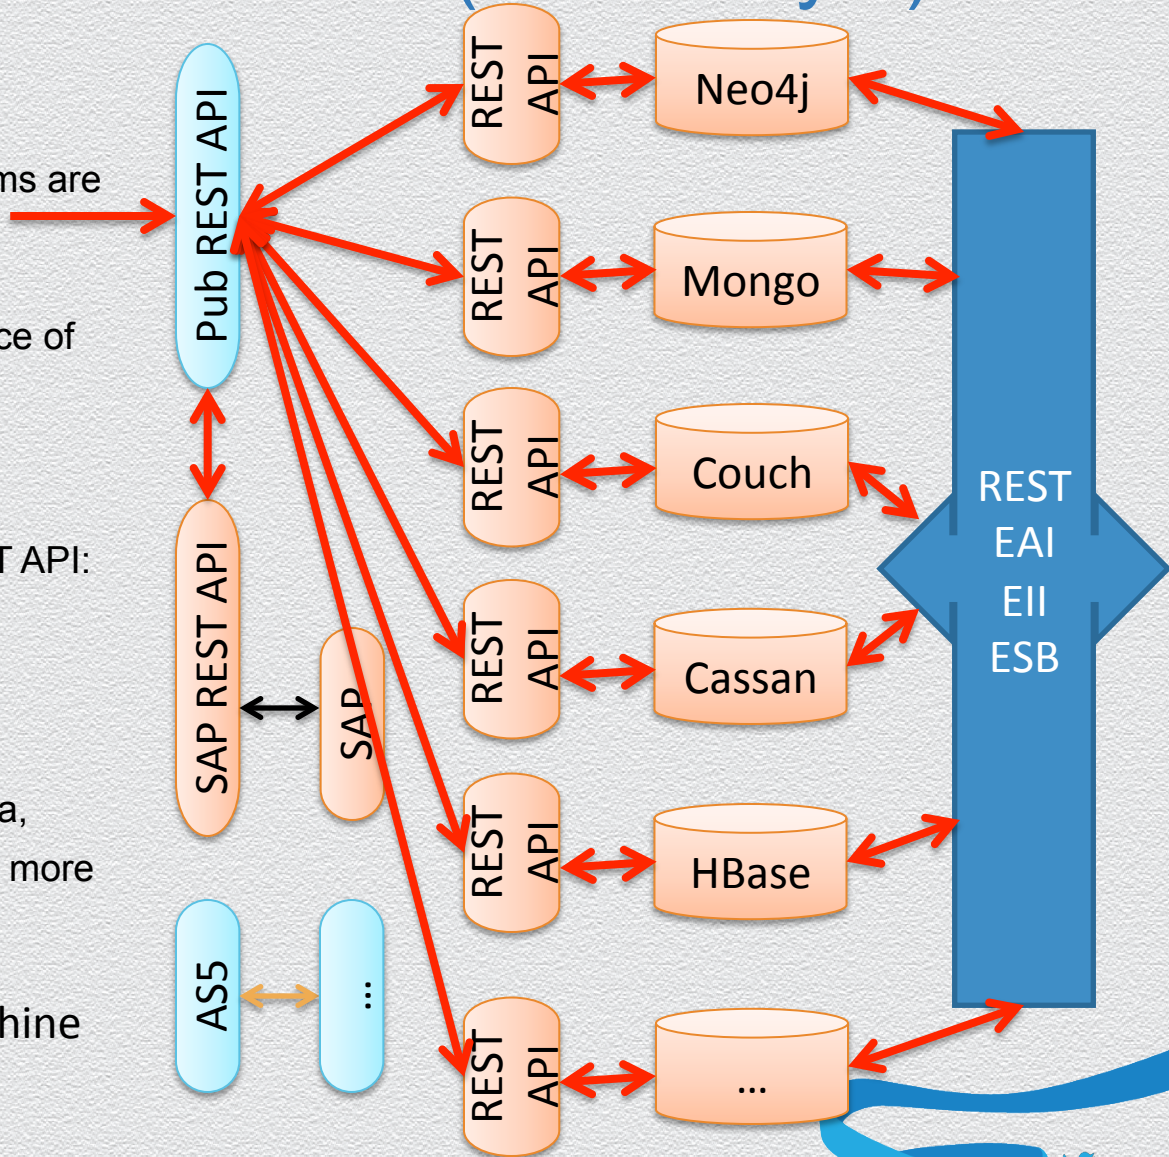 ms are
ce of
T API:
a,
more
hine
Pub REST API
SAP REST API
SAP
AS5
...
REST
API
Neo4j
REST
API
Mongo
REST
API
Couch
REST
API
Cassan
REST
API
HBase
REST
API
...
REST
EAI
EII
ESB